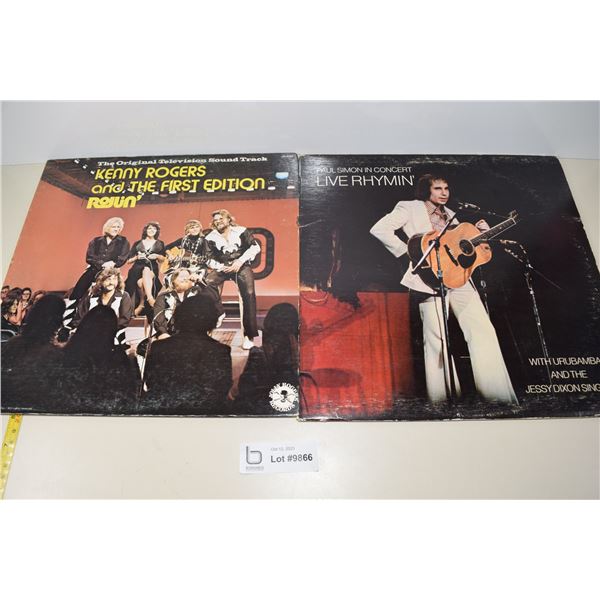 The Original Television Sound Track
KENNY ROGERS
and THE FIRST EDITION
ROLLIN'
PAUL SIMON IN CONCERT
LIVE RHYMIN'
WITH URUBAMBA
AND THE
JESSY DIXON SING
b
Lot #9866